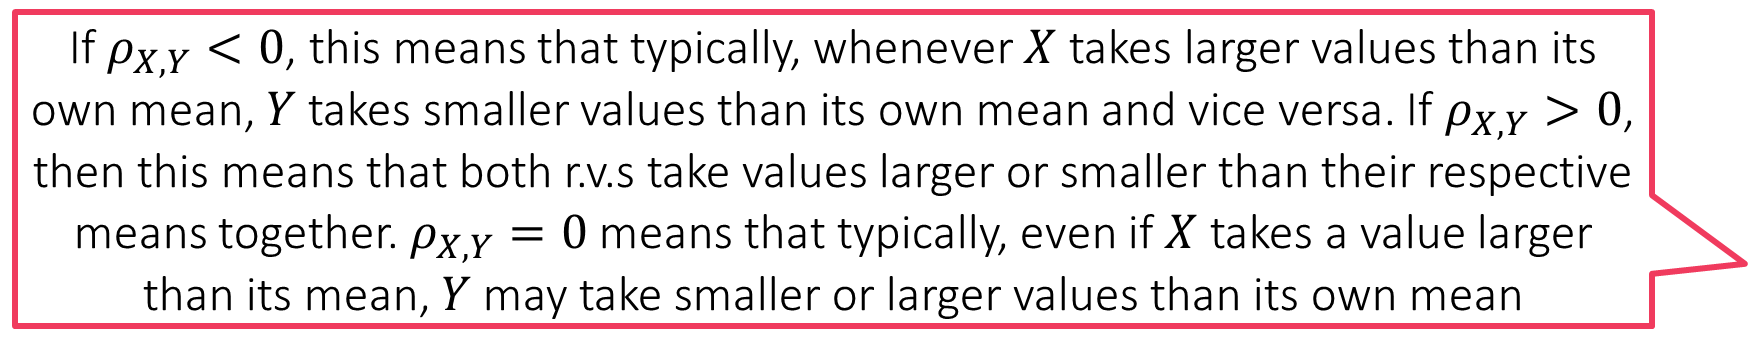 If ρ_{X,Y} < 0, this means that typically, whenever X takes larger values than its
own mean, Y takes smaller values than its own mean and vice versa. If ρ_{X,Y} > 0,
then this means that both r.v.s take values larger or smaller than their respective
means together. ρ_{X,Y} = 0 means that typically, even if X takes a value larger
than its mean, Y may take smaller or larger values than its own mean